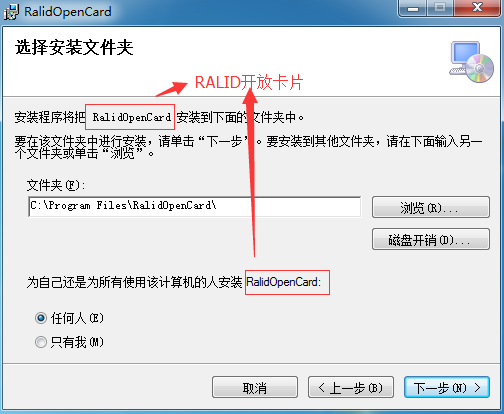 RalidOpenCard
选择安装文件夹
RALID开放卡片
安装程序将把 RalidOpenCard 安装到下面的文件夹中。
要在该文件夹中进行安装，请单击“下一步”。要安装到其他文件夹，请在下面输入另一
个文件夹或单击“浏览”。
文件夹(F):
C:\Program Files\RalidOpenCard\
浏览(R)...
磁盘开销(D)...
为自己还是为所有使用该计算机的人安装 RalidOpenCard:
任何人(E)
只有我(M)
取消
< 上一步(B)
下一步(N) >